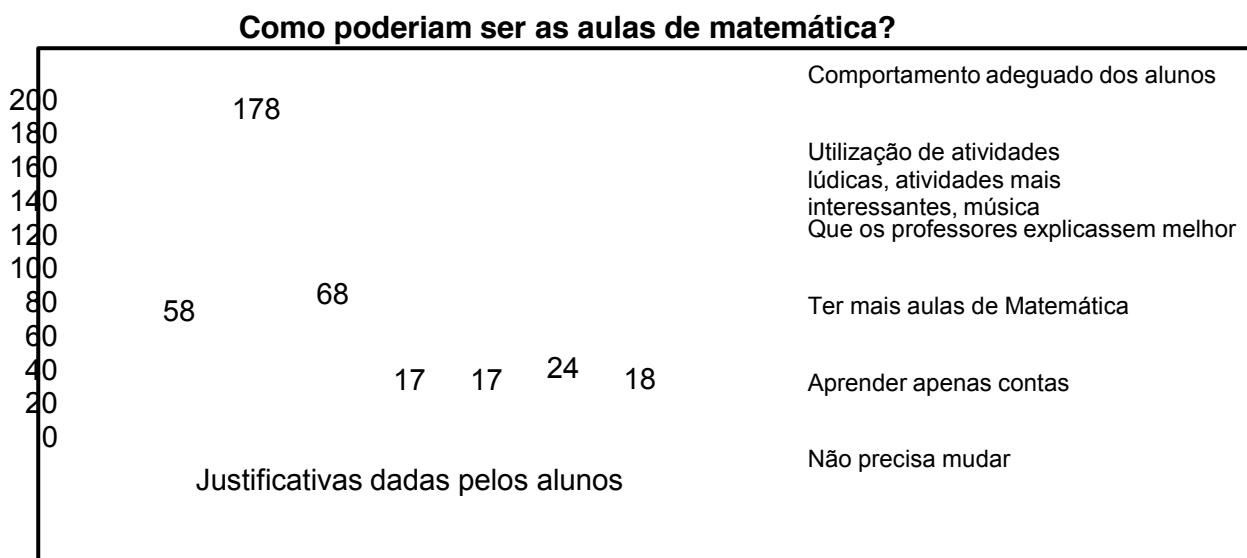 Como poderiam ser as aulas de matemática?
200
180
160
140
120
100
80
60
40
20
0
178
58
68
17
17
24
18
Justificativas dadas pelos alunos
Comportamento adeguado dos alunos
Utilização de atividades
lúdicas, atividades mais
interessantes, música
Que os professores explicassem melhor
Ter mais aulas de Matemática
Aprender apenas contas
Não precisa mudar